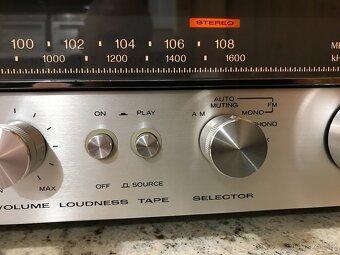 STEREO
100 102 104 106 108
1000 1200 1400 1600
ON PLAY
AUTO
MUTING FM
AM MONO
PHONO
MAX OFF SOURCE
VOLUME LOUDNESS TAPE SELECTOR